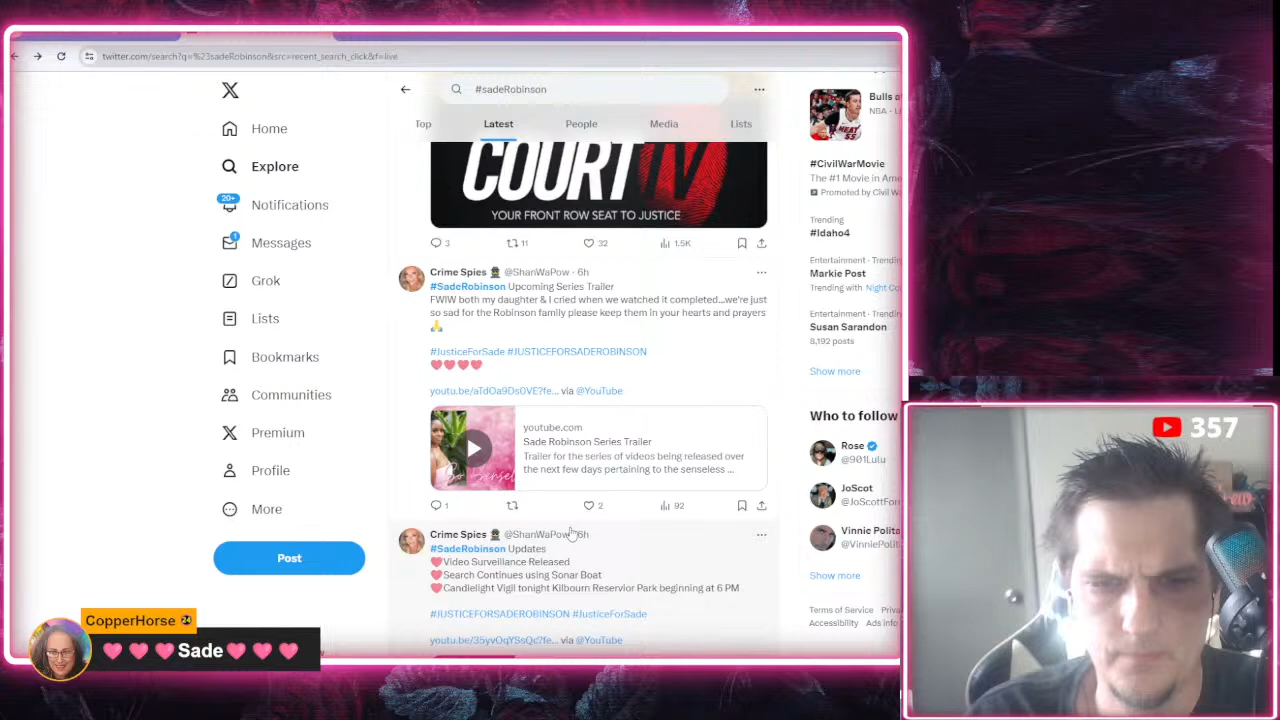 twitter.com/search?q=%23sadeRobinson&src=recent_search_click&f=live
#sadeRobinson
Top
Latest
People
Media
Lists
Home
Explore
20+
Notifications
1
Messages
Grok
Lists
Bookmarks
Communities
Premium
Profile
More
Post
COURT TV
YOUR FRONT ROW SEAT TO JUSTICE
3
11
32
1.5K
Crime Spies @ShanWaPow · 6h
#SadeRobinson Upcoming Series Trailer
FWIW both my daughter & I cried when we watched it completed...we're just
so sad for the Robinson family please keep them in your hearts and prayers
#JusticeForSade #JUSTICEFORSADEROBINSON
youtu.be/aTdOa9Ds0VE?fe... via @YouTube
youtube.com
Sade Robinson Series Trailer
Trailer for the series of videos being released over
the next few days pertaining to the senseless ...
1
2
92
Crime Spies @ShanWaPow 6h
#SadeRobinson Updates
Video Surveillance Released
Search Continues using Sonar Boat
Candlelight Vigil tonight Kilbourn Reservior Park beginning at 6 PM
#JUSTICEFORSADEROBINSON #JusticeForSade
youtu.be/35yvOqYSsQc?fe... via @YouTube
Bulls
NBA
#CivilWarMovie
The #1 Movie in
Promoted by Civil
Trending
#Idaho4
Entertainment · Trending
Markie Post
Trending with Night
Entertainment · Trending
Susan Sarandon
8,192 posts
Show more
Who to follow
Rose
@901Lulu
JoScot
@JoScottFor
Vinnie Polita
@VinniePolit
Show more
Terms of Service
Accessibility Ads
357
CopperHorse
Sade